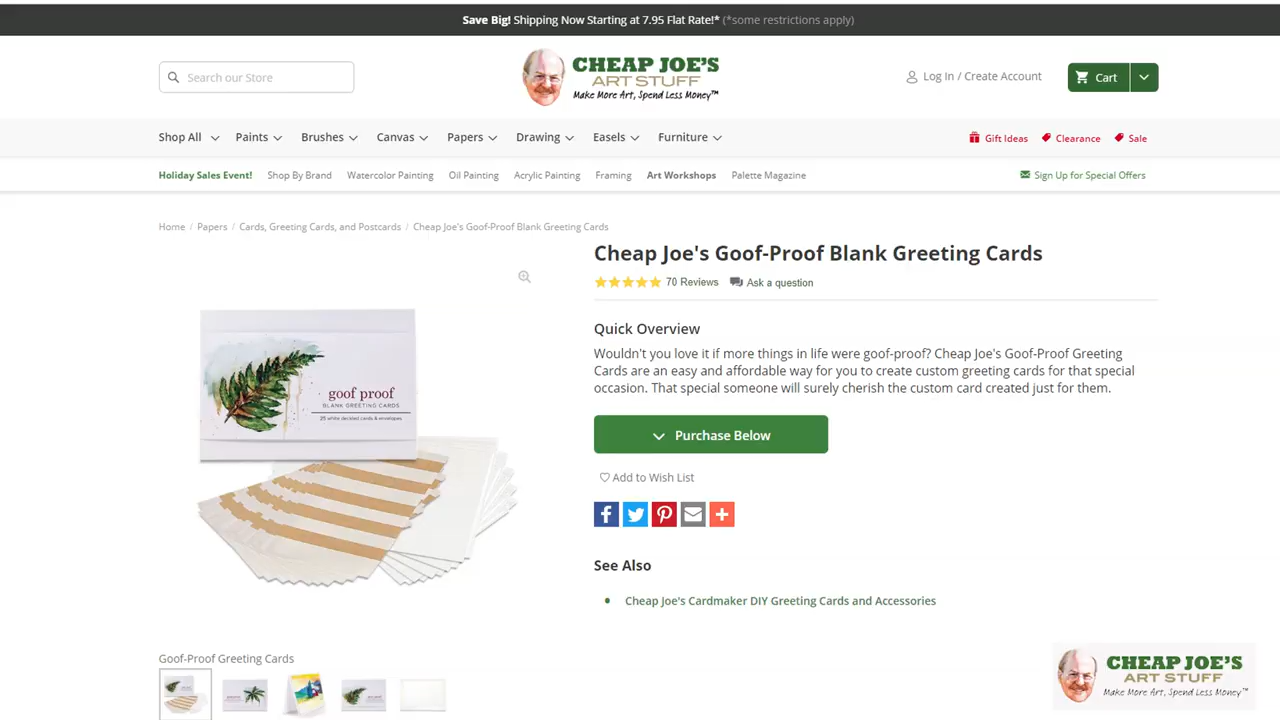 Save Big! Shipping Now Starting at 7.95 Flat Rate!* (*some restrictions apply)
Search our Store
CHEAP JOE'S
ART STUFF
Make More Art, Spend Less Money™
Log In / Create Account
Cart
Shop All Paints Brushes Canvas Papers Drawing Easels Furniture
Gift Ideas Clearance Sale
Holiday Sales Event! Shop By Brand Watercolor Painting Oil Painting Acrylic Painting Framing Art Workshops Palette Magazine
Sign Up for Special Offers
Home / Papers / Cards, Greeting Cards, and Postcards / Cheap Joe's Goof-Proof Blank Greeting Cards
goof proof
BLANK GREETING CARDS
25 white deckled cards & envelopes
Cheap Joe's Goof-Proof Blank Greeting Cards
70 Reviews Ask a question
Quick Overview
Wouldn't you love it if more things in life were goof-proof? Cheap Joe's Goof-Proof Greeting
Cards are an easy and affordable way for you to create custom greeting cards for that special
occasion. That special someone will surely cherish the custom card created just for them.
Purchase Below
Add to Wish List
See Also
Cheap Joe's Cardmaker DIY Greeting Cards and Accessories
Goof-Proof Greeting Cards
CHEAP JOE'S
ART STUFF
Make More Art, Spend Less Money™